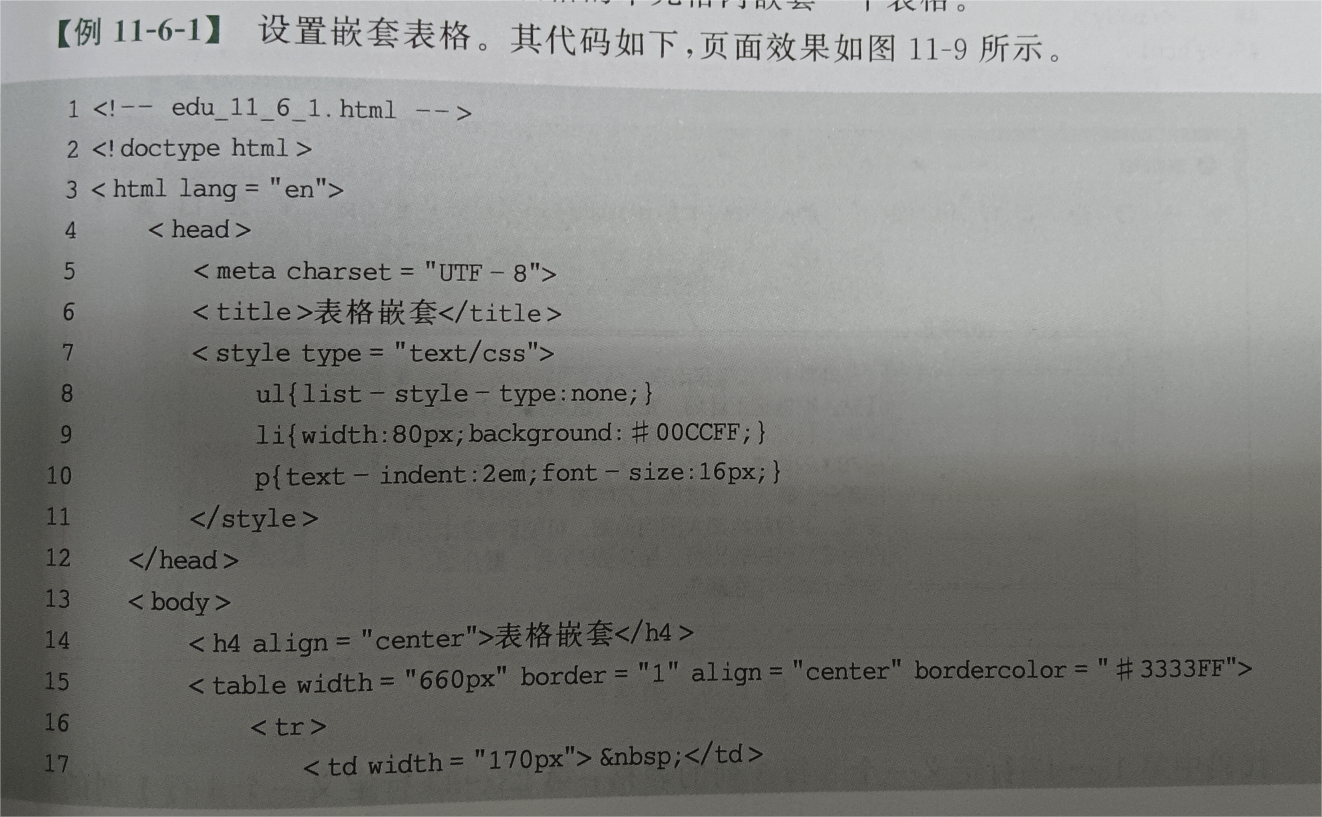 个表格。
【例 11-6-1】 设置嵌套表格。其代码如下,页面效果如图 11-9 所示。
1 <!-- edu_11_6_1.html -->
2 <!doctype html>
3 <html lang="en">
4 <head>
5 <meta charset="UTF-8">
6 <title>表格嵌套</title>
7 <style type="text/css">
8 ul{list-style-type:none;}
9 li{width:80px;background:#00CCFF;}
10 p{text-indent:2em;font-size:16px;}
11 </style>
12 </head>
13 <body>
14 <h4 align="center">表格嵌套</h4>
15 <table width="660px" border="1" align="center" bordercolor="#3333FF">
16 <tr>
17 <td width="170px">&nbsp;</td>